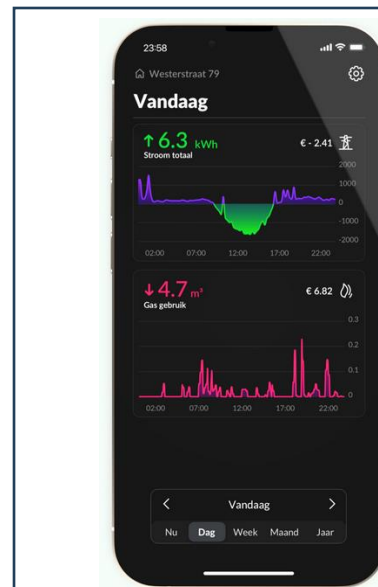 23:58
Westerstraat 79
Vandaag
↑ 6.3 kWh
€ - 2.41
Stroom totaal
2000
1000
0
-1000
-2000
02:00 07:00 12:00 17:00 22:00
↓ 4.7 m³
€ 6.82
Gas gebruik
0.3
0.2
0.1
0
02:00 07:00 12:00 17:00 22:00
Vandaag
Nu Dag Week Maand Jaar